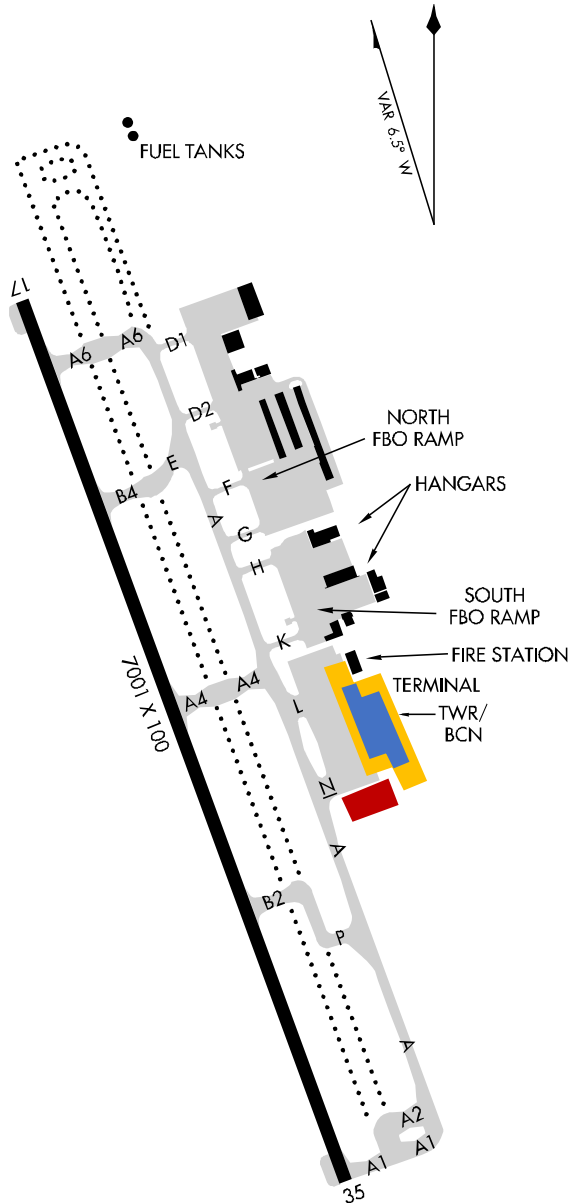 VAR 6.5° W
FUEL TANKS
17
A6
A6
D1
D2
NORTH
FBO RAMP
E
B4
F
HANGARS
A
G
H
SOUTH
FBO RAMP
K
FIRE STATION
7001 X 100
A4
A4
TERMINAL
L
TWR/
BCN
N
A
B2
P
A
A2
A1
A1
35